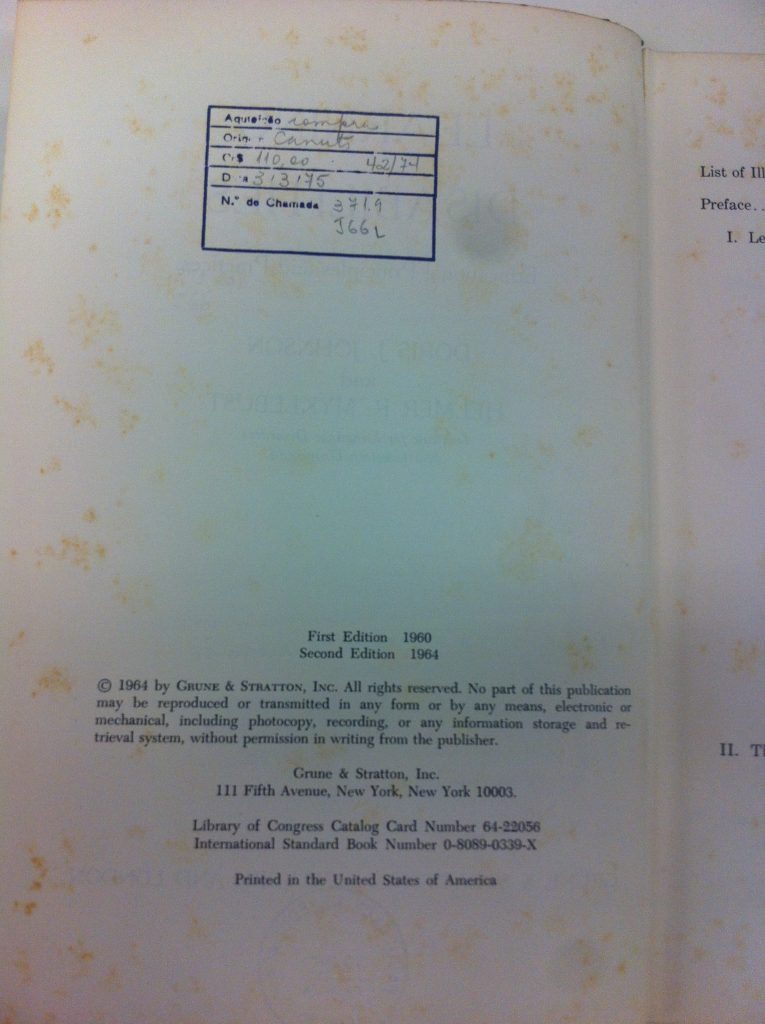 Aquisição compra
Origem Canuto
Cr$ 110,00 . 42/74
Data 3/3/75
N.º de Chamada 371.9
J66L
First Edition 1960
Second Edition 1964
© 1964 by GRUNE & STRATTON, INC. All rights reserved. No part of this publication
may be reproduced or transmitted in any form or by any means, electronic or
mechanical, including photocopy, recording, or any information storage and re-
trieval system, without permission in writing from the publisher.
Grune & Stratton, Inc.
111 Fifth Avenue, New York, New York 10003.
Library of Congress Catalog Card Number 64-22056
International Standard Book Number 0-8089-0339-X
Printed in the United States of America
List of Ill
Preface..
I. Le
II. Th